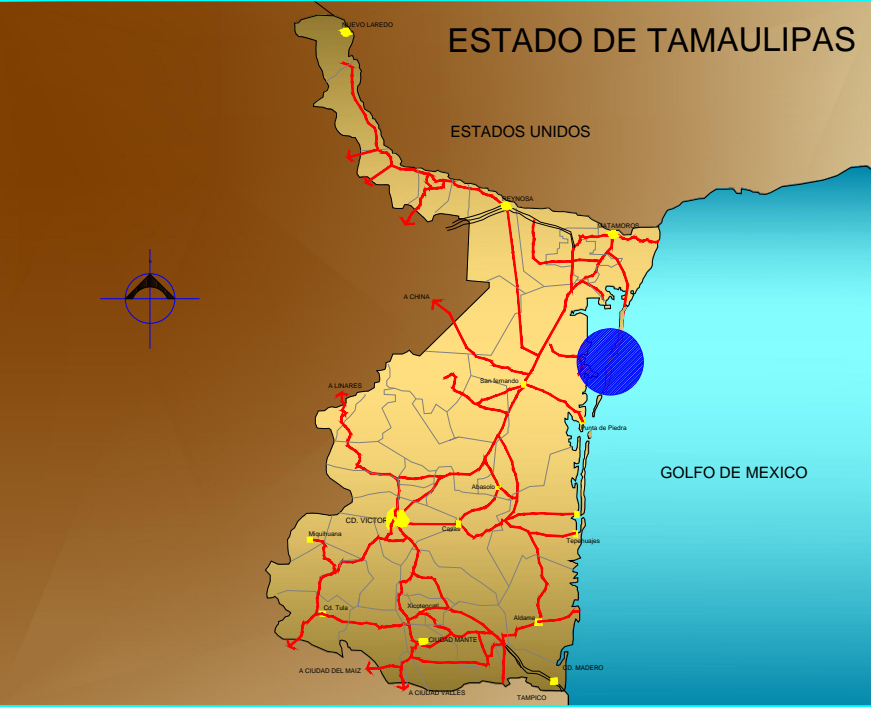 NUEVO LAREDO
ESTADO DE TAMAULIPAS
ESTADOS UNIDOS
REYNOSA
MATAMOROS
A CHINA
San fernando
A LINARES
Punta de Piedra
GOLFO DE MEXICO
Abasolo
CD. VICTOR
Casas
Miquihuana
Tepehuajes
Cd. Tula
Xicotencatl
Aldama
CIUDAD MANTE
A CIUDAD DEL MAIZ
CD. MADERO
A CIUDAD VALLES
TAMPICO